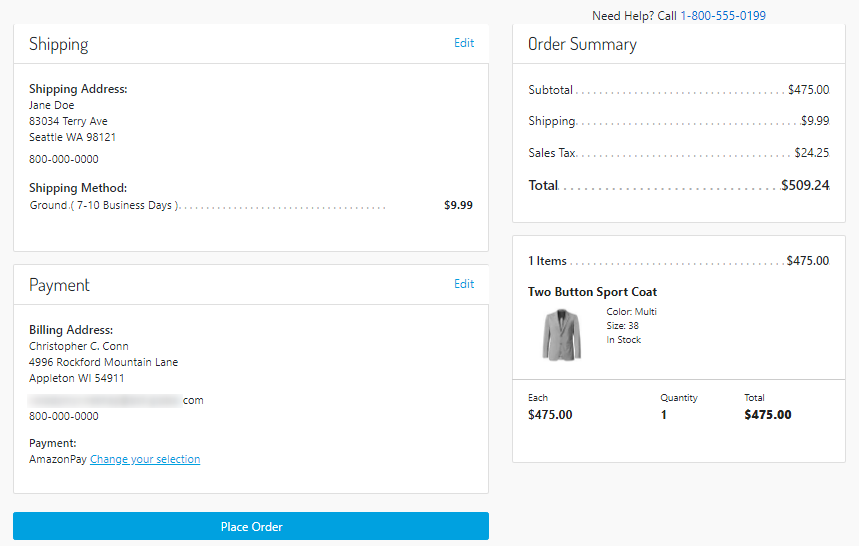 Need Help? Call 1-800-555-0199
Shipping
Edit
Shipping Address:
Jane Doe
83034 Terry Ave
Seattle WA 98121
800-000-0000
Shipping Method:
Ground ( 7-10 Business Days ) $9.99
Payment
Edit
Billing Address:
Christopher C. Conn
4996 Rockford Mountain Lane
Appleton WI 54911
com
800-000-0000
Payment:
AmazonPay Change your selection
Place Order
Order Summary
Subtotal $475.00
Shipping $9.99
Sales Tax $24.25
Total $509.24
1 Items $475.00
Two Button Sport Coat
Color: Multi
Size: 38
In Stock
Each Quantity Total
$475.00 1 $475.00